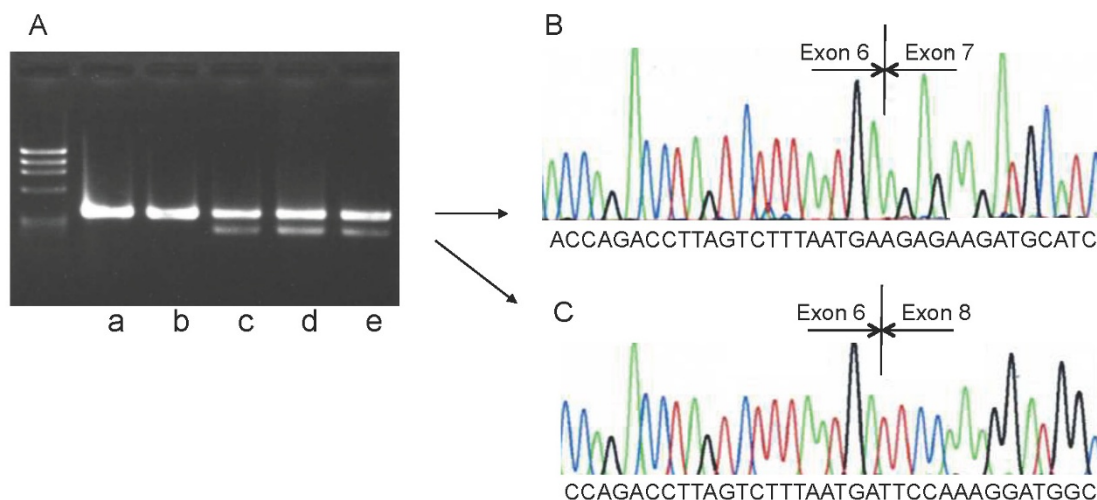 A
a b c d e
B
Exon 6 Exon 7
ACCAGACCTTAGTCTTTAATGAAGAGAAGATGCATC
C
Exon 6 Exon 8
CCAGACCTTAGTCTTTAATGATTCCAAAGGATGGC